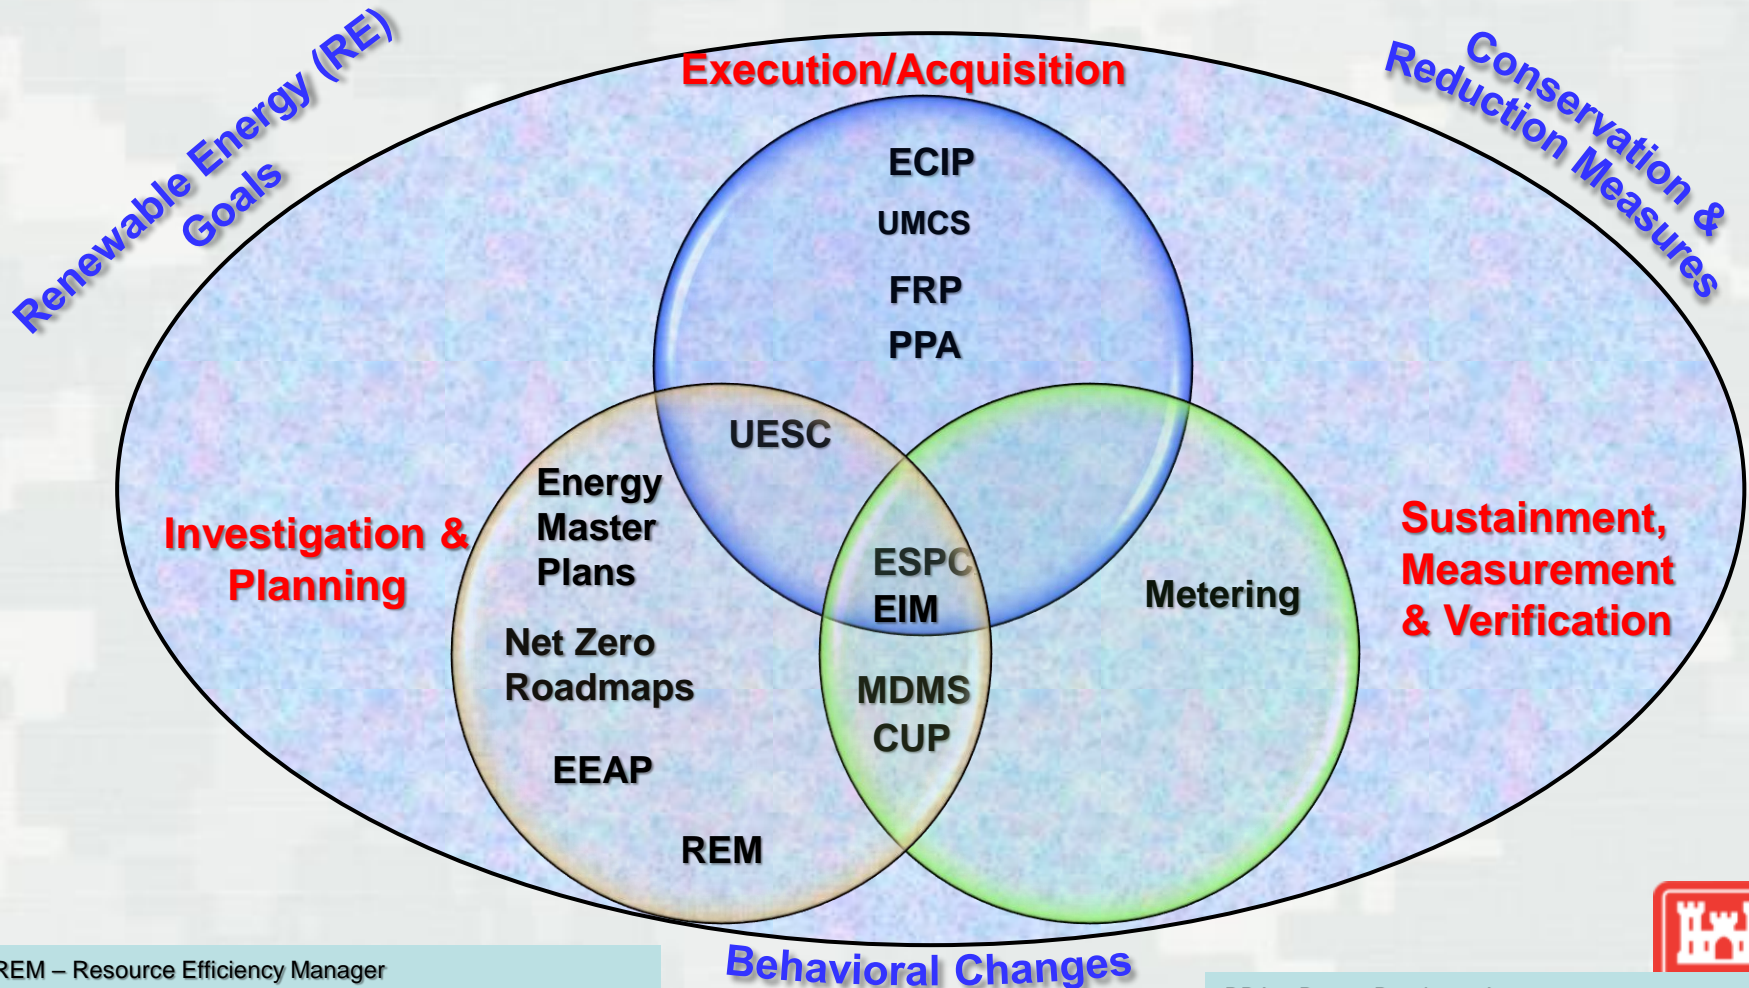 Renewable Energy (RE)
Goals
Execution/Acquisition
Conservation &
Reduction Measures
ECIP
UMCS
FRP
PPA
UESC
Energy
Master
Plans
Investigation &
Planning
Net Zero
Roadmaps
EEAP
REM
ESPC
EIM
MDMS
CUP
Metering
Sustainment,
Measurement
& Verification
Behavioral Changes
REM – Resource Efficiency Manager